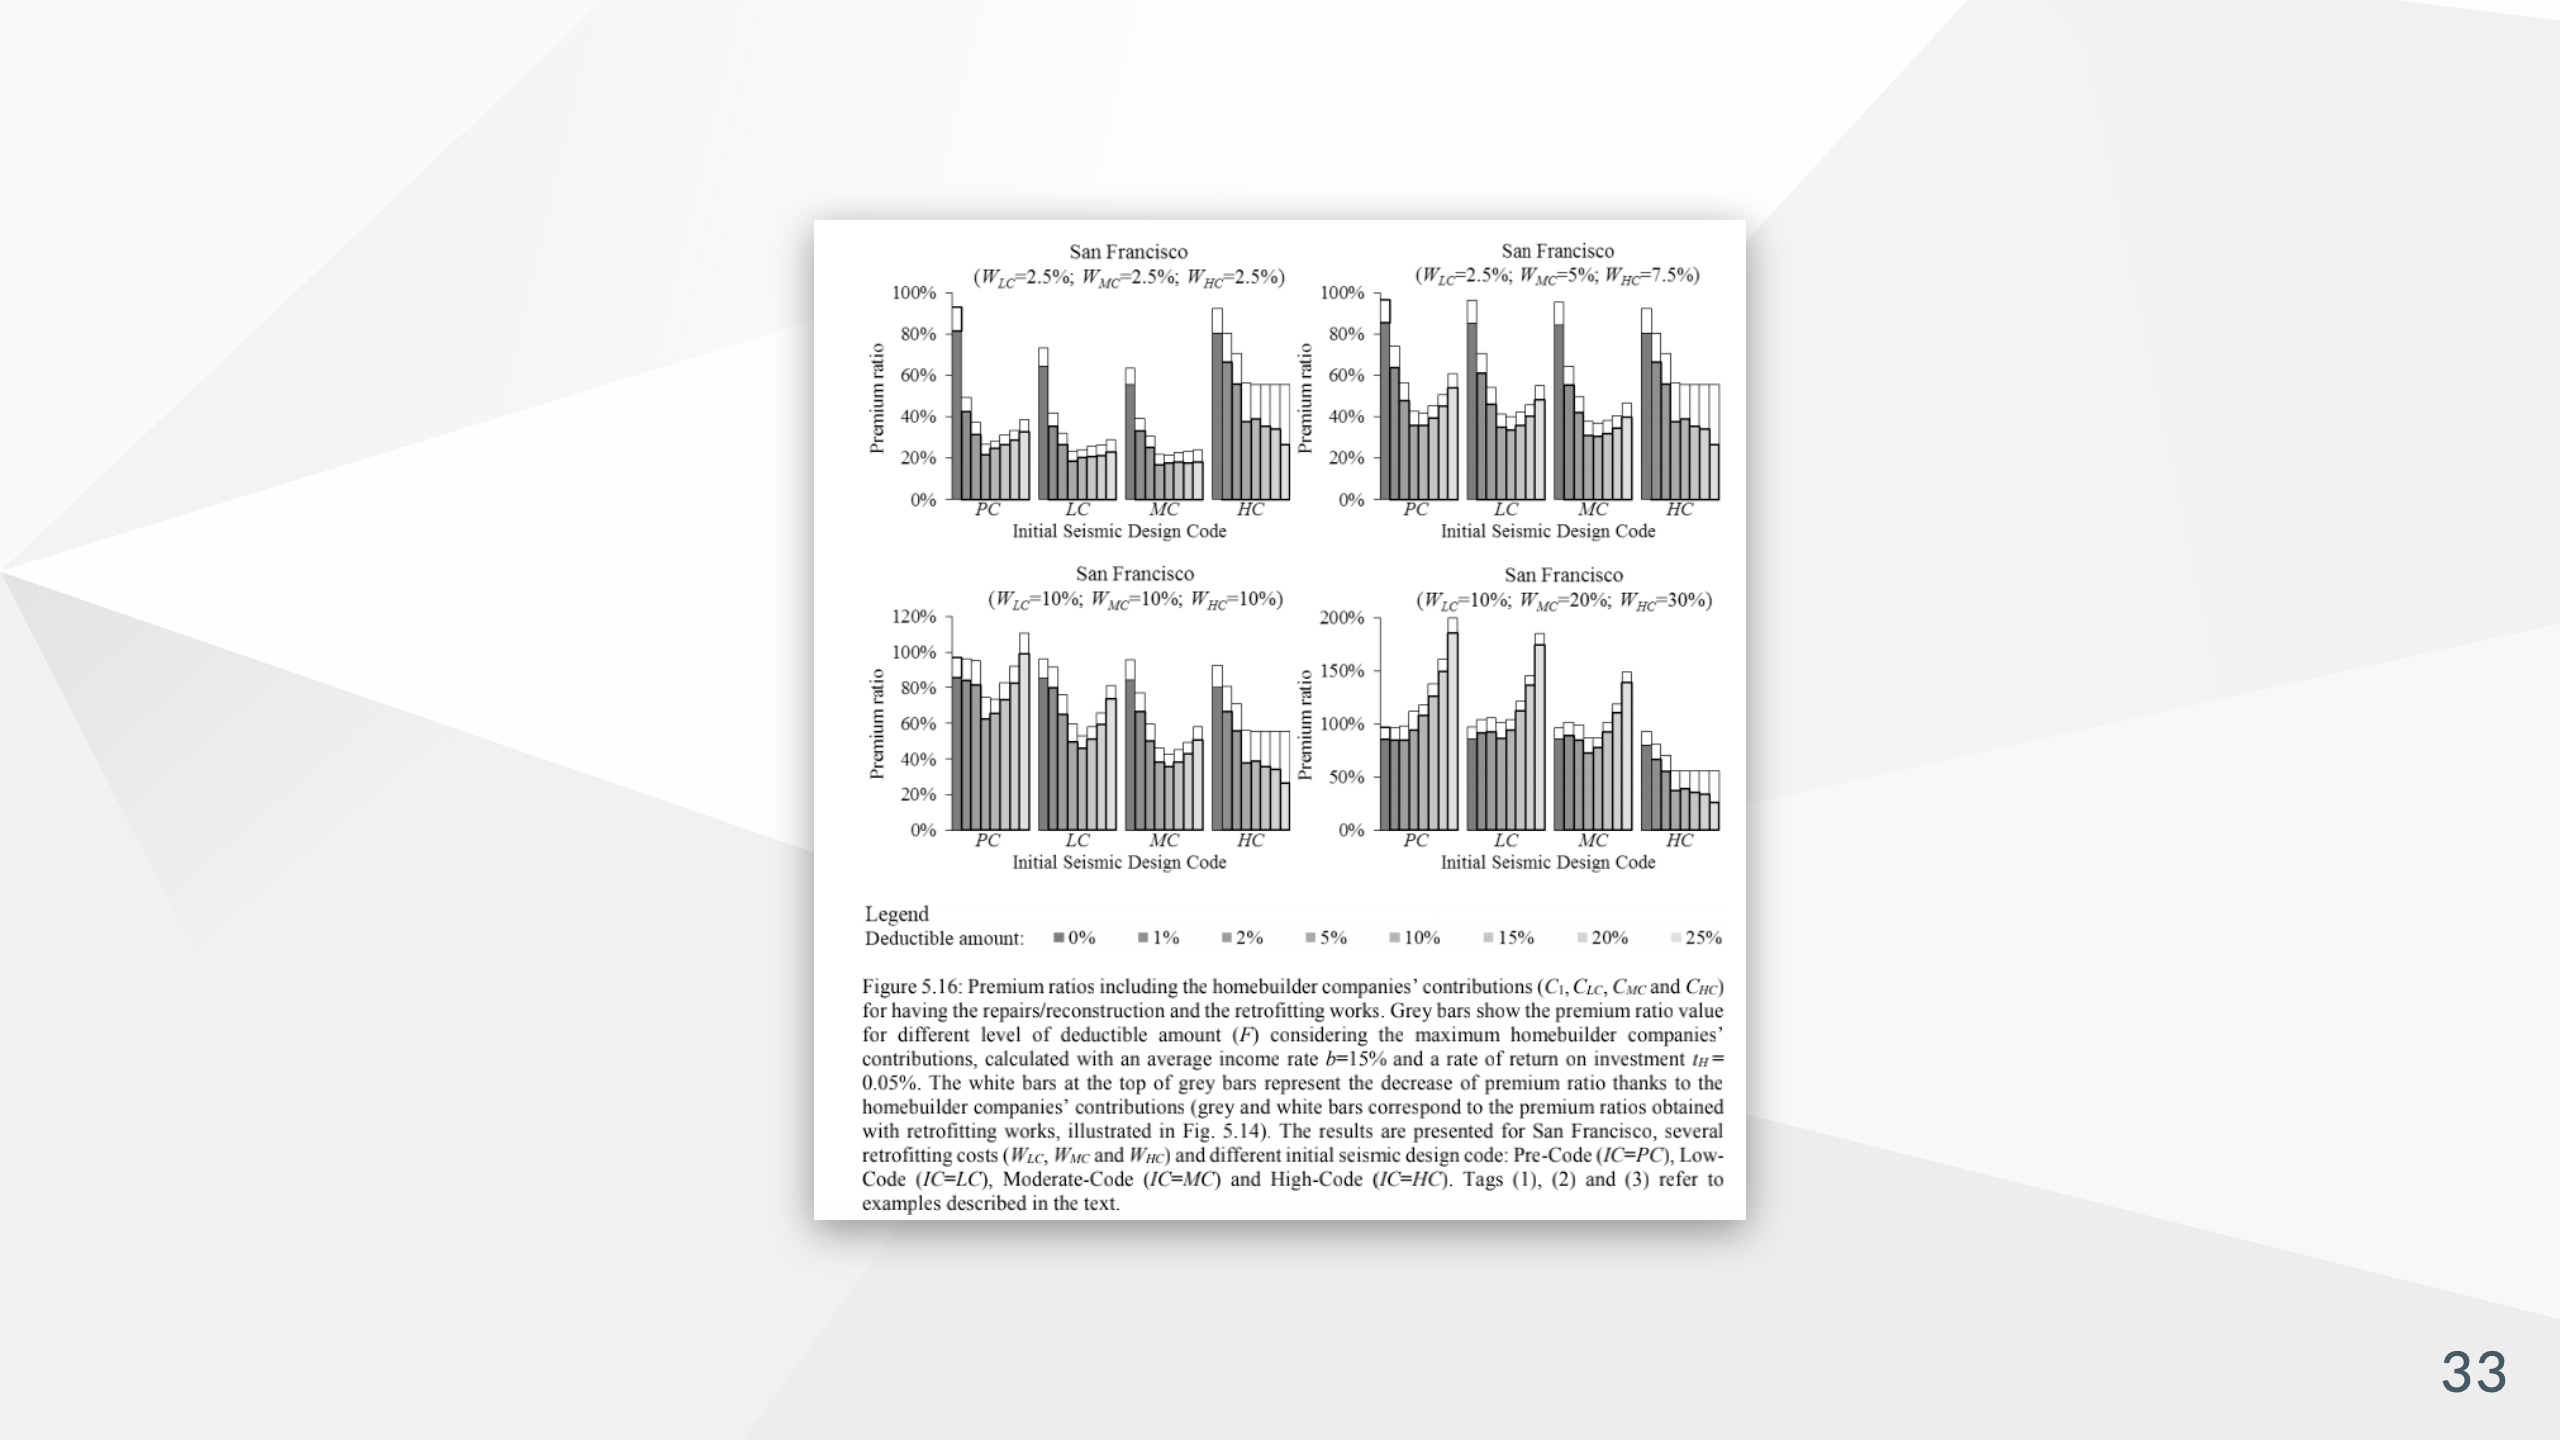 San Francisco
(WLC=2.5%; WMC=2.5%; WHC=2.5%)
Premium ratio
100%
80%
60%
40%
20%
0%
PC LC MC HC
Initial Seismic Design Code
San Francisco
(WLC=2.5%; WMC=5%; WHC=7.5%)
Premium ratio
100%
80%
60%
40%
20%
0%
PC LC MC HC
Initial Seismic Design Code
San Francisco
(WLC=10%; WMC=10%; WHC=10%)
Premium ratio
120%
100%
80%
60%
40%
20%
0%
PC LC MC HC
Initial Seismic Design Code
San Francisco
(WLC=10%; WMC=20%; WHC=30%)
Premium ratio
200%
150%
100%
50%
0%
PC LC MC HC
Initial Seismic Design Code
Legend
Deductible amount: 0% 1% 2% 5% 10% 15% 20% 25%
Figure 5.16: Premium ratios including the homebuilder companies’ contributions (C1, CLC, CMC and CHC)
for having the repairs/reconstruction and the retrofitting works. Grey bars show the premium ratio value
for different level of deductible amount (F) considering the maximum homebuilder companies’
contributions, calculated with an average income rate b=15% and a rate of return on investment tH =
0.05%. The white bars at the top of grey bars represent the decrease of premium ratio thanks to the
homebuilder companies’ contributions (grey and white bars correspond to the premium ratios obtained
with retrofitting works, illustrated in Fig. 5.14). The results are presented for San Francisco, several
retrofitting costs (WLC, WMC and WHC) and different initial seismic design code: Pre-Code (IC=PC), Low-
Code (IC=LC), Moderate-Code (IC=MC) and High-Code (IC=HC). Tags (1), (2) and (3) refer to
examples described in the text.
33